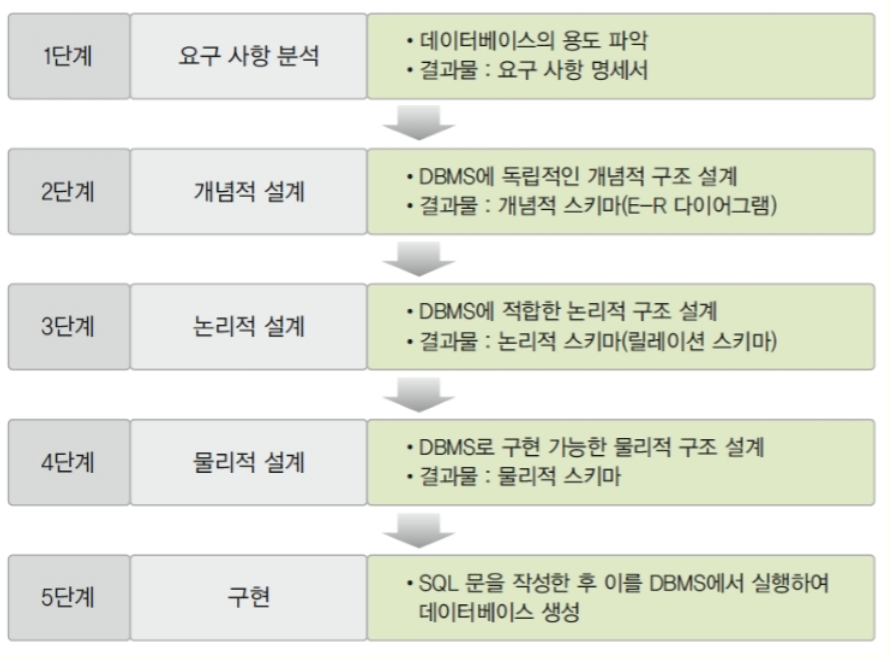 1단계
요구 사항 분석
• 데이터베이스의 용도 파악
• 결과물 : 요구 사항 명세서
2단계
개념적 설계
• DBMS에 독립적인 개념적 구조 설계
• 결과물 : 개념적 스키마(E-R 다이어그램)
3단계
논리적 설계
• DBMS에 적합한 논리적 구조 설계
• 결과물 : 논리적 스키마(릴레이션 스키마)
4단계
물리적 설계
• DBMS로 구현 가능한 물리적 구조 설계
• 결과물 : 물리적 스키마
5단계
구현
• SQL 문을 작성한 후 이를 DBMS에서 실행하여
데이터베이스 생성